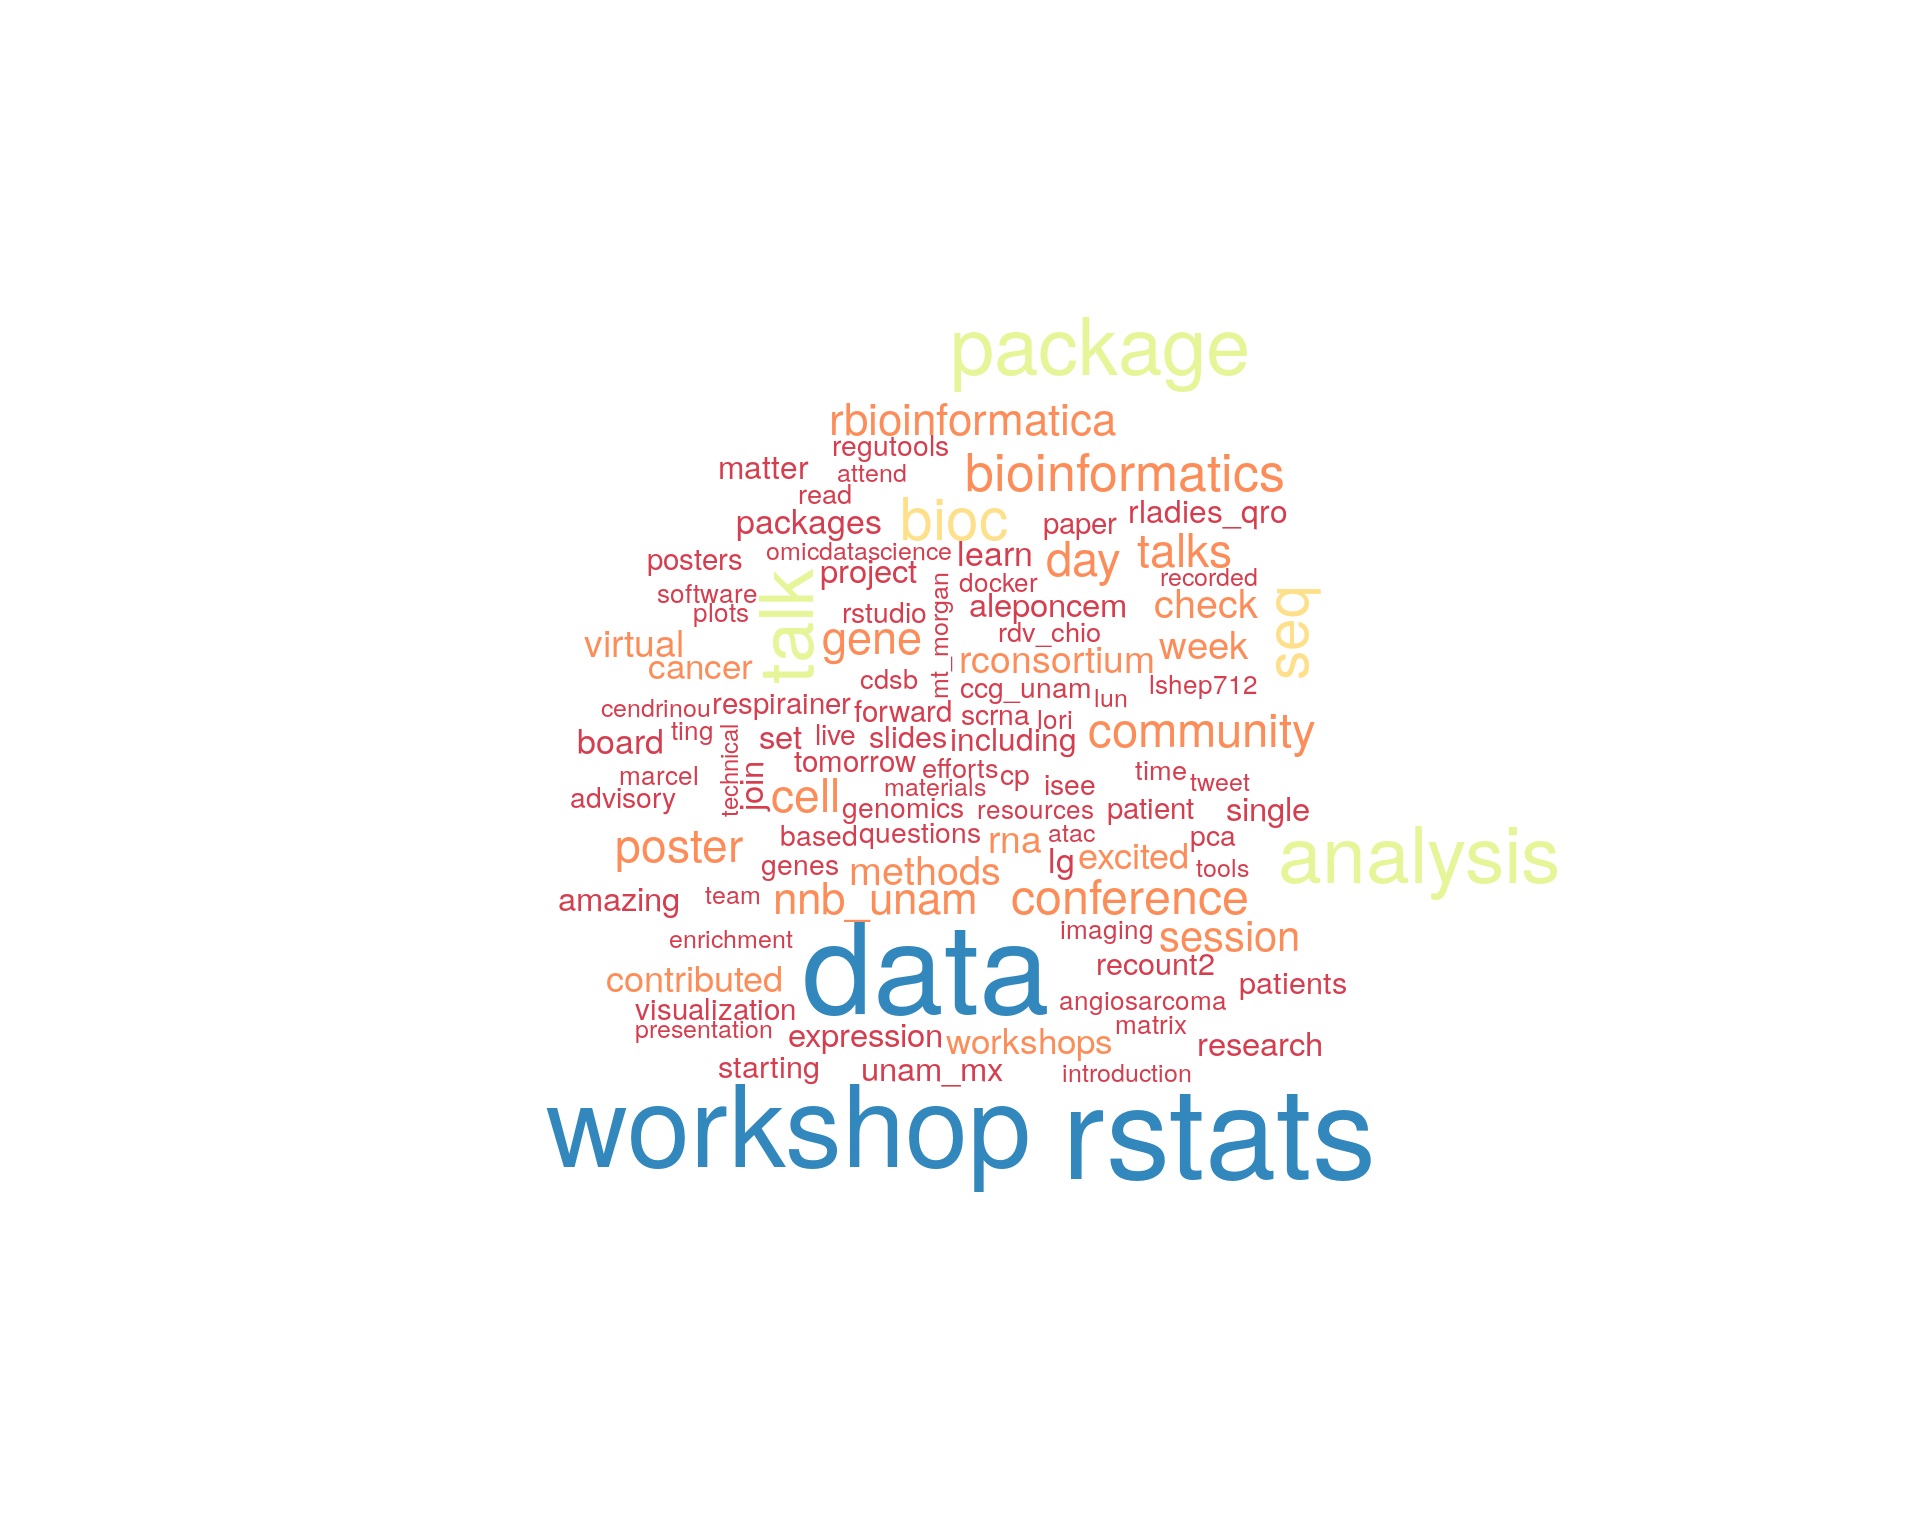 package
rbioinformatica
regutools
matter
attend
bioinformatics
read
packages
bioc
paper
rladies_qro
posters
omicdatascience
learn
day
talks
project
docker
recorded
software
plots
talk
rstudio
mt_morgan
aleponcem
check
seq
virtual
gene
rdv_chio
week
cancer
rconsortium
cdsb
ccg_unam
lun
lshep712
cendrinou
respirainer
forward
scrna
lori
community
board
ting
technical
set
live
slides
including
join
tomorrow
efforts
cp
time
marcel
materials
isee
tweet
advisory
cell
genomics
resources
patient
single
poster
based
questions
rna
atac
pca
analysis
genes
methods
lg
excited
tools
amazing
team
nnb_unam
conference
enrichment
data
imaging
session
contributed
recount2
patients
visualization
angiosarcoma
presentation
expression
workshops
matrix
research
starting
unam_mx
introduction
workshop
rstats